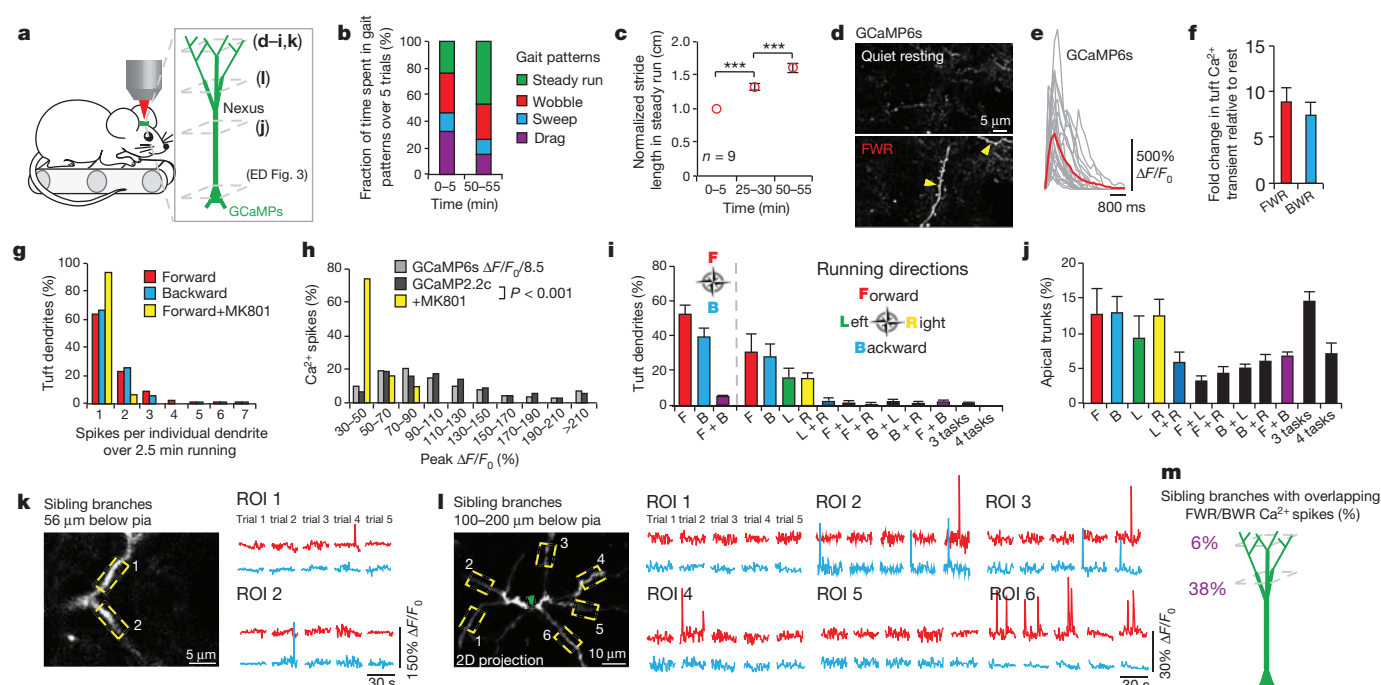 a
(d–i,k)
(l)
Nexus
(j)
(ED Fig. 3)
GCaMPs
b
Fraction of time spent in gait
patterns over 5 trials (%)
100
80
60
40
20
0
0–5
50–55
Time (min)
Gait patterns
Steady run
Wobble
Sweep
Drag
c
Normalized stride
length in steady run (cm)
2.0
1.5
1.0
0.5
0
***
***
n = 9
0–5
25–30
50–55
Time (min)
d
GCaMP6s
Quiet resting
5 μm
FWR
e
GCaMP6s
500%
ΔF/F0
800 ms
f
Fold change in tuft Ca2+
transient relative to rest
15
10
5
0
FWR
BWR
g
Tuft dendrites (%)
100
80
60
40
20
0
Forward
Backward
Forward+MK801
1 2 3 4 5 6 7
Spikes per individual dendrite
over 2.5 min running
h
Ca2+ spikes (%)
80
60
40
20
0
GCaMP6s ΔF/F0/8.5
GCaMP2.2c
+MK801
P < 0.001
30–50
50–70
70–90
90–110
110–130
130–150
150–170
170–190
190–210
>210
Peak ΔF/F0 (%)
i
Tuft dendrites (%)
80
60
40
20
0
F
B
Running directions
Forward
Left
Right
Backward
F
B
F + B
F
B
L
R
L + R
F + L
F + R
B + L
B + R
F + B
3 tasks
4 tasks
j
Apical trunks (%)
20
15
10
5
0
F
B
L
R
L + R
F + L
F + R
B + L
B + R
F + B
3 tasks
4 tasks
k
Sibling branches
56 μm below pia
1
2
5 μm
ROI 1
Trial 1 trial 2 trial 3 trial 4 trial 5
ROI 2
150% ΔF/F0
30 s
l
Sibling branches
100–200 μm below pia
1
2
3
4
5
6
2D projection
10 μm
ROI 1
Trial 1 trial 2 trial 3 trial 4 trial 5
ROI 2
ROI 3
ROI 4
ROI 5
ROI 6
30% ΔF/F0
30 s
m
Sibling branches with overlapping
FWR/BWR Ca2+ spikes (%)
6%
38%